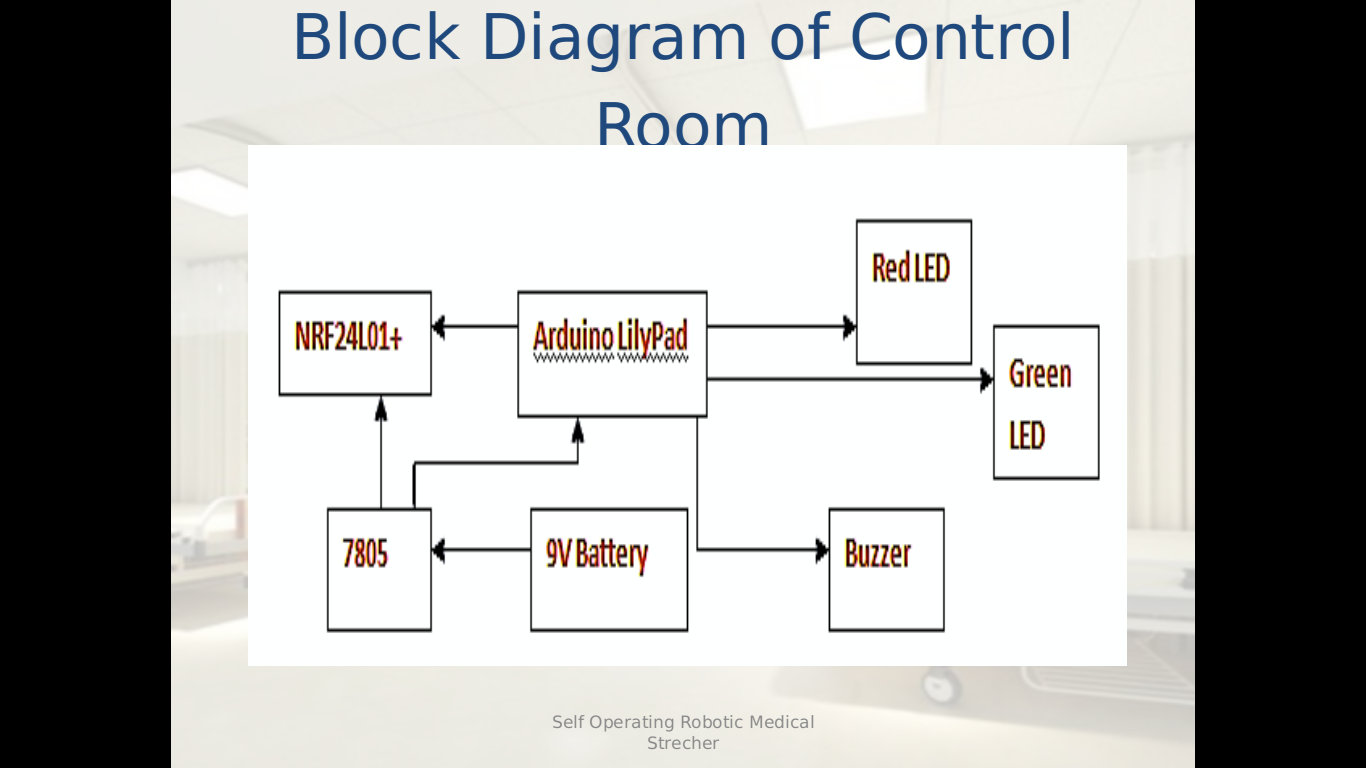 Block Diagram of Control
Room
Red LED
NRF24L01+
Arduino LilyPad
Green
LED
7805
9V Battery
Buzzer
Self Operating Robotic Medical
Strecher